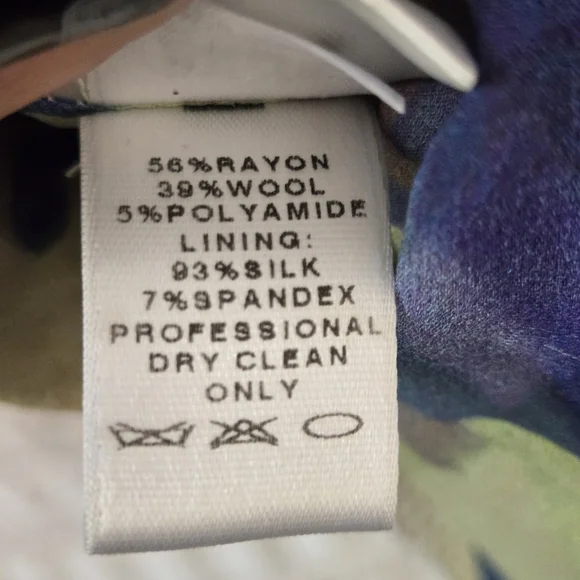 56%RAYON
39%WOOL
5%POLYAMIDE
LINING:
93%SILK
7%SPANDEX
PROFESSIONAL
DRY CLEAN
ONLY